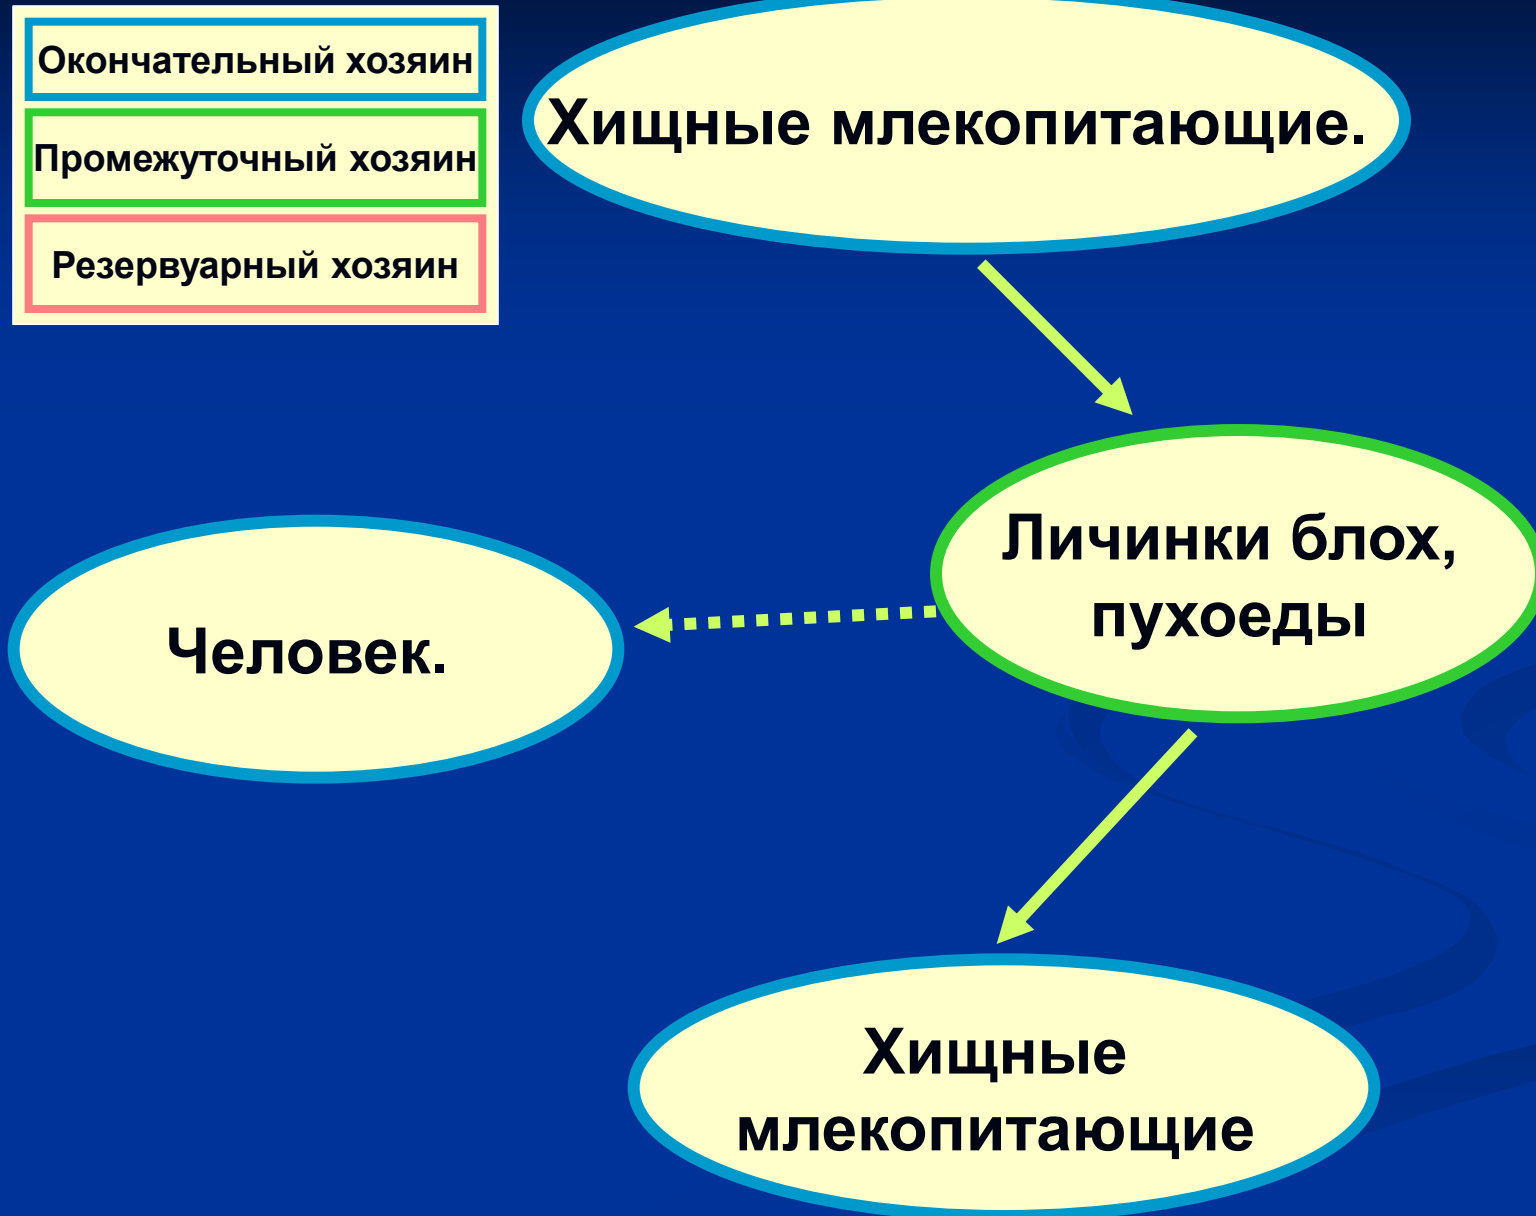 Окончательный хозяин
Промежуточный хозяин
Резервуарный хозяин
Хищные млекопитающие.
Личинки блох,
пухоеды
Человек.
Хищные
млекопитающие